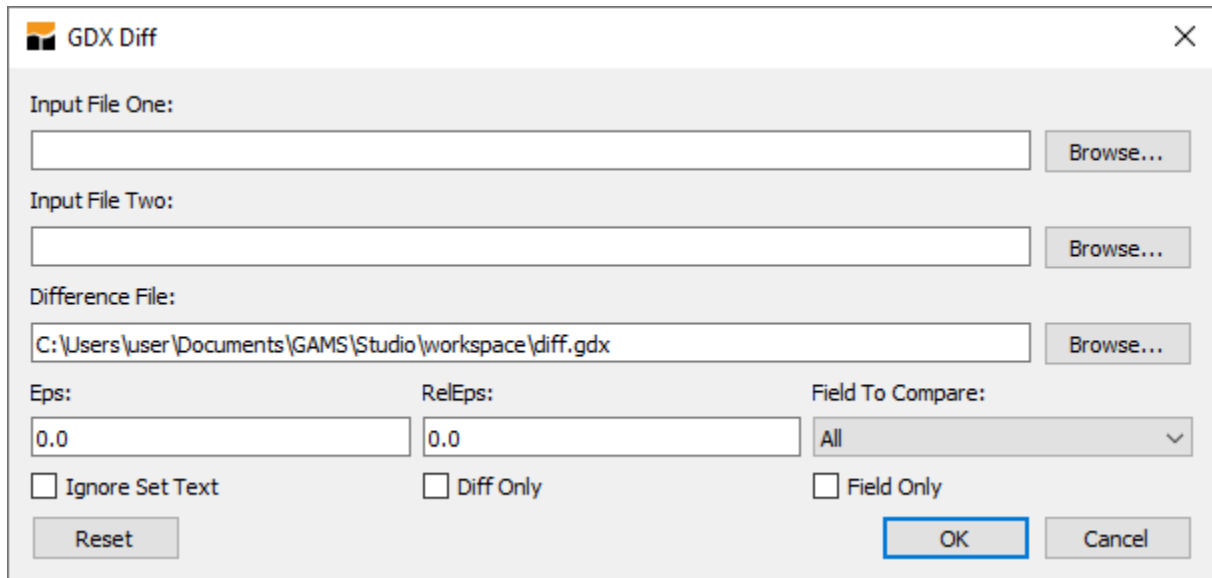 GDX Diff
Input File One:
Browse...
Input File Two:
Browse...
Difference File:
C:\Users\user\Documents\GAMS\Studio\workspace\diff.gdx
Browse...
Eps: RelEps: Field To Compare:
0.0 0.0 All
Ignore Set Text Diff Only Field Only
Reset OK Cancel